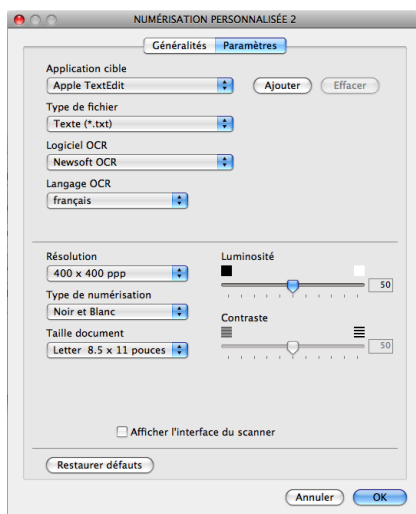 NUMÉRISATION PERSONNALISÉE 2
Généralités Paramètres
Application cible
Apple TextEdit Ajouter Effacer
Type de fichier
Texte (*.txt)
Logiciel OCR
Newsoft OCR
Langage OCR
français
Résolution Luminosité
400 x 400 ppp 50
Type de numérisation
Noir et Blanc Contraste
Taille document
Letter 8.5 x 11 pouces 50
Afficher l'interface du scanner
Restaurer défauts
Annuler OK